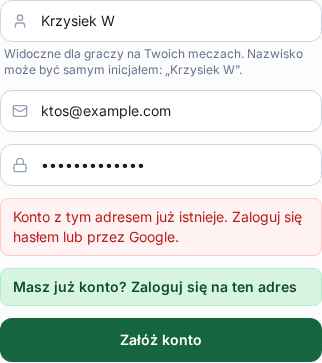 Krzysiek W
Widoczne dla graczy na Twoich meczach. Nazwisko
może być samym inicjałem: „Krzysiek W”.
ktos@example.com
•••••••••••••
Konto z tym adresem już istnieje. Zaloguj się
hasłem lub przez Google.
Masz już konto? Zaloguj się na ten adres
Załóż konto